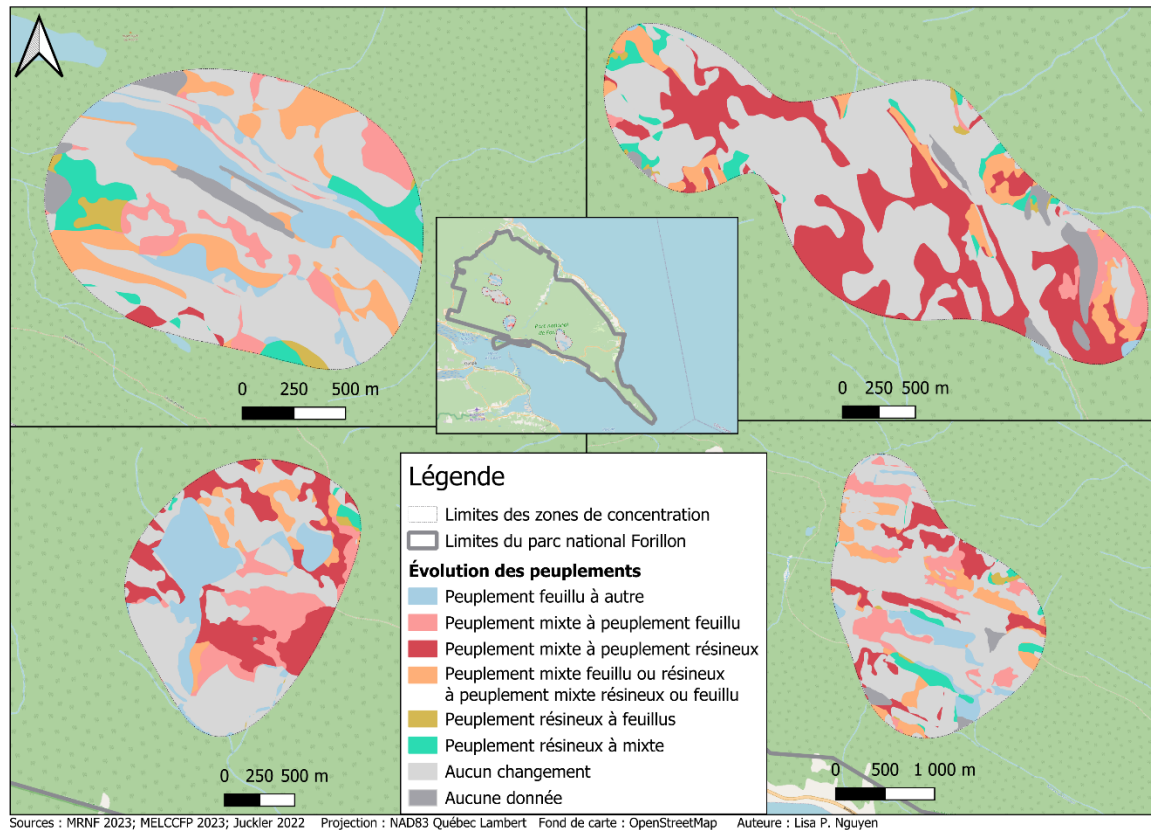 0 250 500 m
0 250 500 m
Parc national
Légende
Limites des zones de concentration
Limites du parc national Forillon
Évolution des peuplements
Peuplement feuillu à autre
Peuplement mixte à peuplement feuillu
Peuplement mixte à peuplement résineux
Peuplement mixte feuillu ou résineux
à peuplement mixte résineux ou feuillu
Peuplement résineux à feuillus
Peuplement résineux à mixte
Aucun changement
Aucune donnée
0 250 500 m
0 500 1 000 m
Sources : MRNF 2023; MELCCFP 2023; Juckler 2022 Projection : NAD83 Québec Lambert Fond de carte : OpenStreetMap Auteure : Lisa P. Nguyen